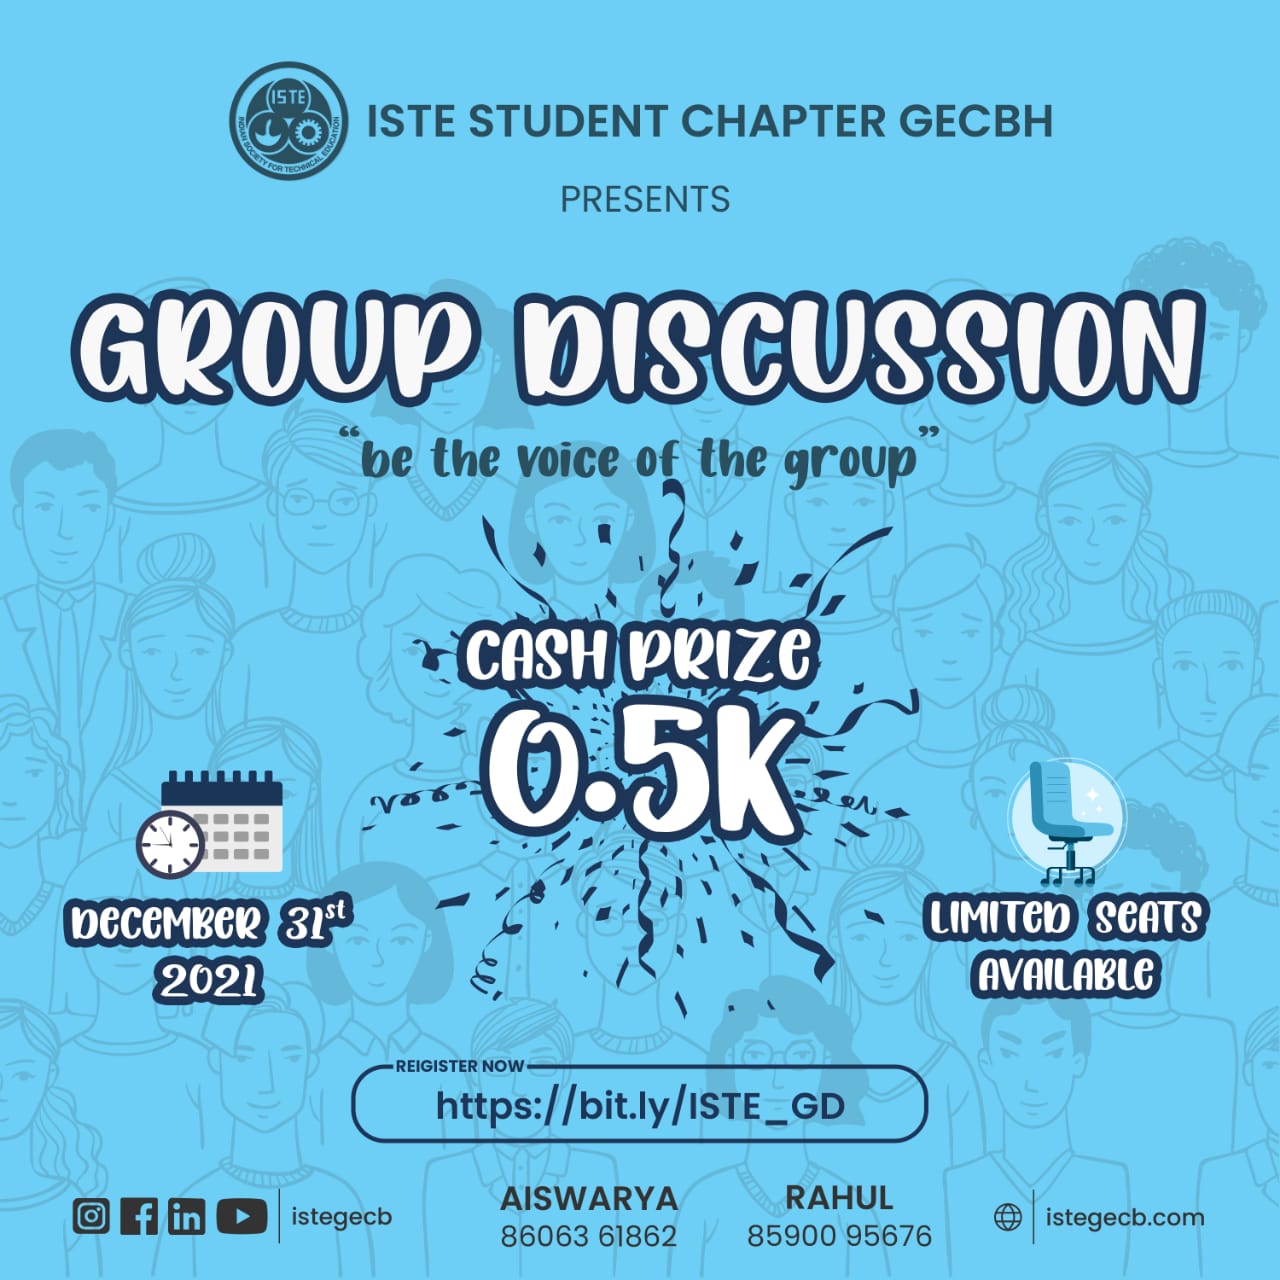 ISTE
INDIAN SOCIETY FOR TECHNICAL EDUCATION
ISTE STUDENT CHAPTER GECBH
PRESENTS
GROUP DISCUSSION
“be the voice of the group”
CASH PRIZE
0.5K
DECEMBER 31st
2021
LIMITED SEATS
AVAILABLE
REIGISTER NOW
https://bit.ly/ISTE_GD
istegecb
AISWARYA
86063 61862
RAHUL
85900 95676
istegecb.com